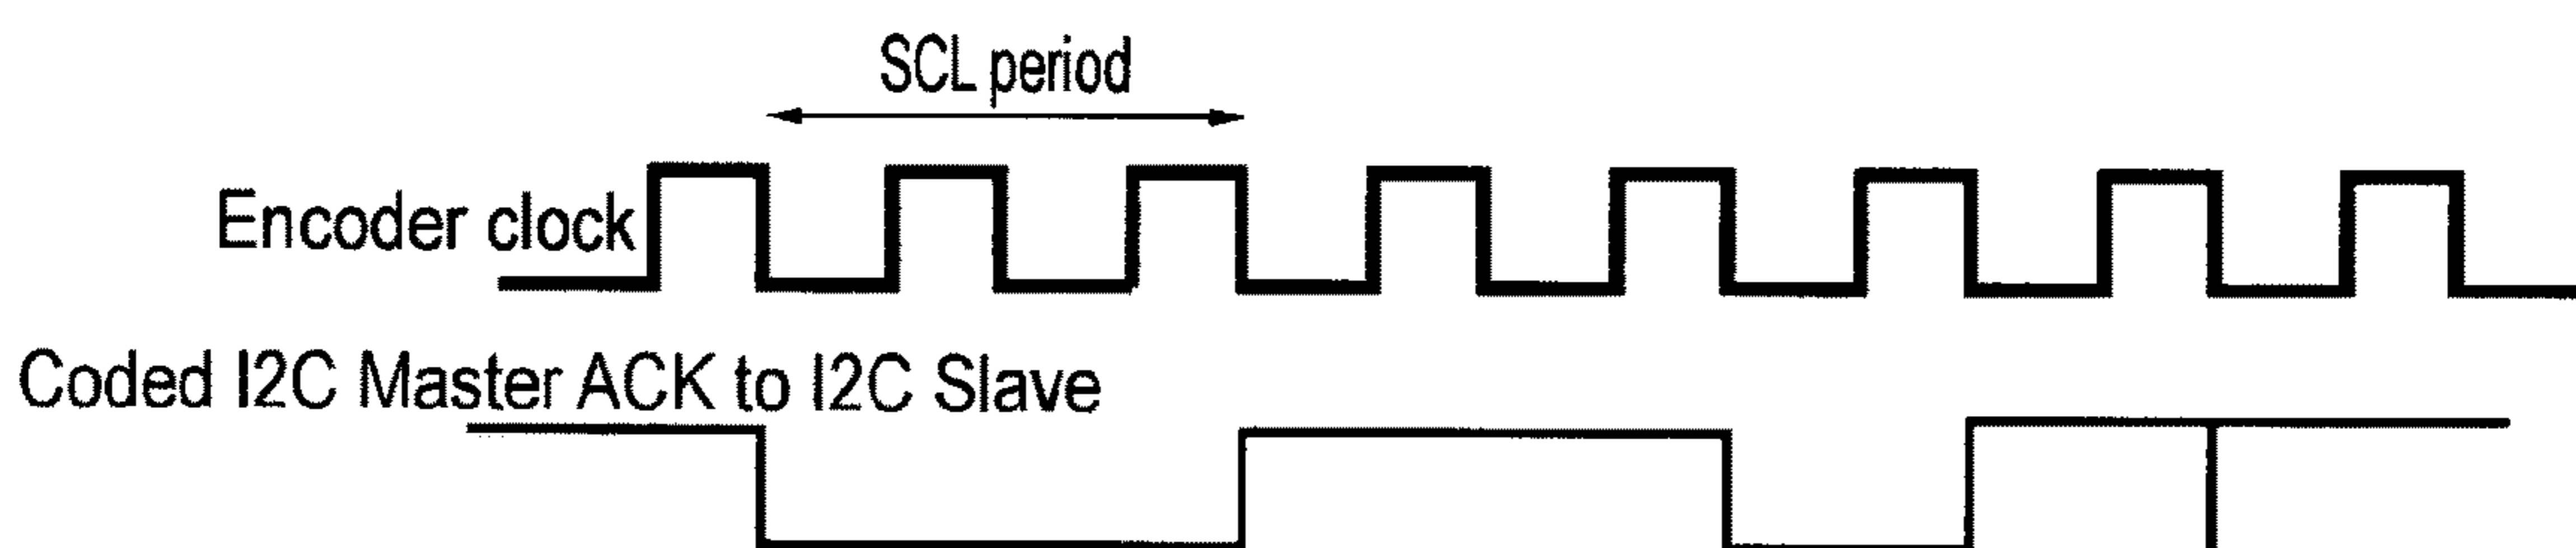 SCL period
Encoder clock
Coded I2C Master ACK to I2C Slave